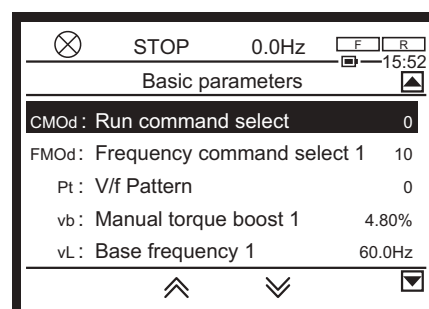 STOP 0.0Hz F R
15:52
Basic parameters
CMOd : Run command select 0
FMOd : Frequency command select 1 10
Pt : V/f Pattern 0
vb : Manual torque boost 1 4.80%
vL : Base frequency 1 60.0Hz